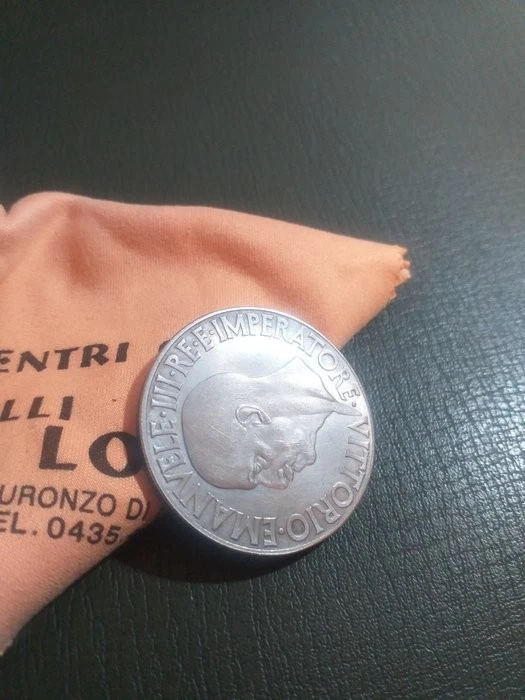 ENTRI
LLI
LO
URONZO DI
EL. 0435
VITTORIO·EMANVELE·III·RE·E·IMPERATORE·